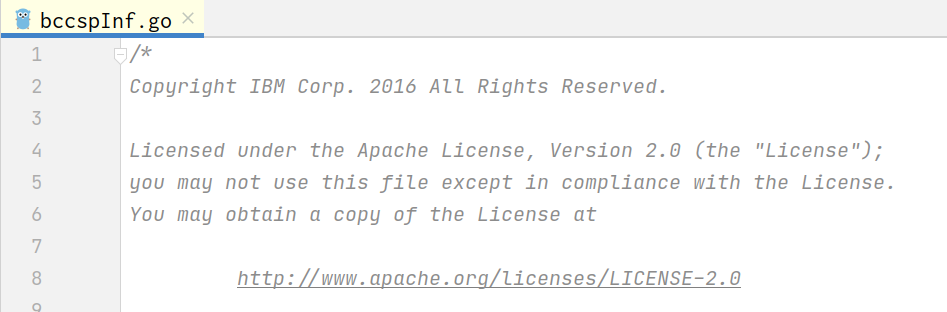 bccspInf.go
1 /*
2 Copyright IBM Corp. 2016 All Rights Reserved.
3
4 Licensed under the Apache License, Version 2.0 (the "License");
5 you may not use this file except in compliance with the License.
6 You may obtain a copy of the License at
7
8 http://www.apache.org/licenses/LICENSE-2.0
9